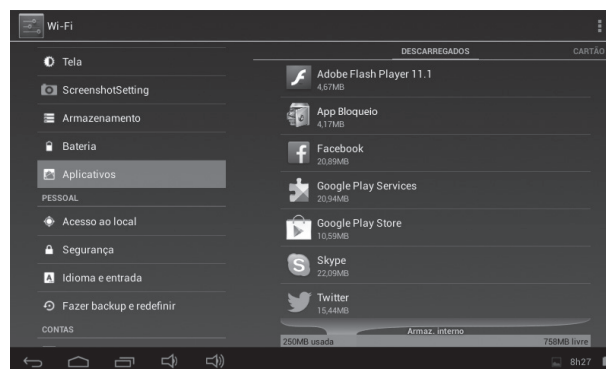 Wi-Fi
Tela
ScreenshotSetting
Armazenamento
Bateria
Aplicativos
PESSOAL
Acesso ao local
Segurança
Idioma e entrada
Fazer backup e redefinir
CONTAS
DESCARREGADOS
CARTÃO
Adobe Flash Player 11.1
4,67MB
App Bloqueio
4,17MB
Facebook
20,89MB
Google Play Services
20,94MB
Google Play Store
10,59MB
Skype
22,09MB
Twitter
15,44MB
Armaz. interno
250MB usada
758MB livre
8h27